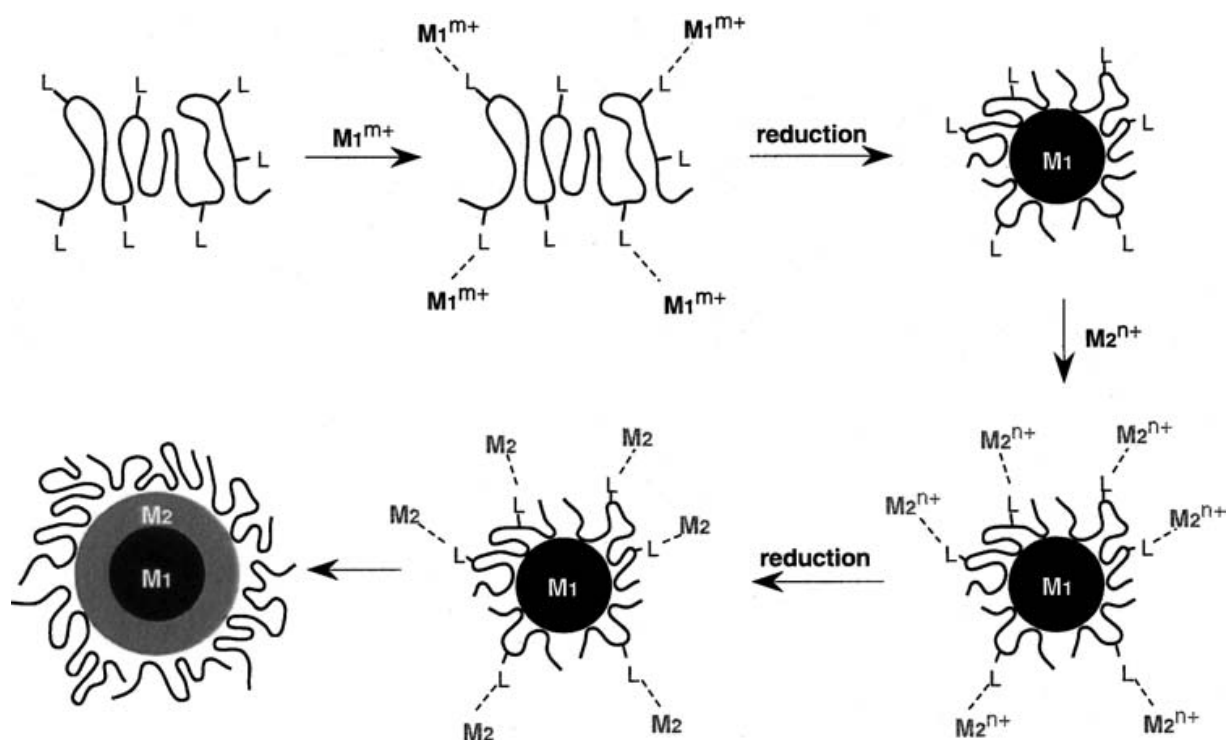 M1m+ M1m+
L L L L L
L L M1m+ reduction L M1
L L L L L L L L L
M1m+ M1m+
M2n+
M2 M2 M2n+ M2n+
M2 M2 L L M2 M2n+ L L M2n+
M1 L L M1 reduction L L M1
L L L L
M2 M2 M2n+ M2n+